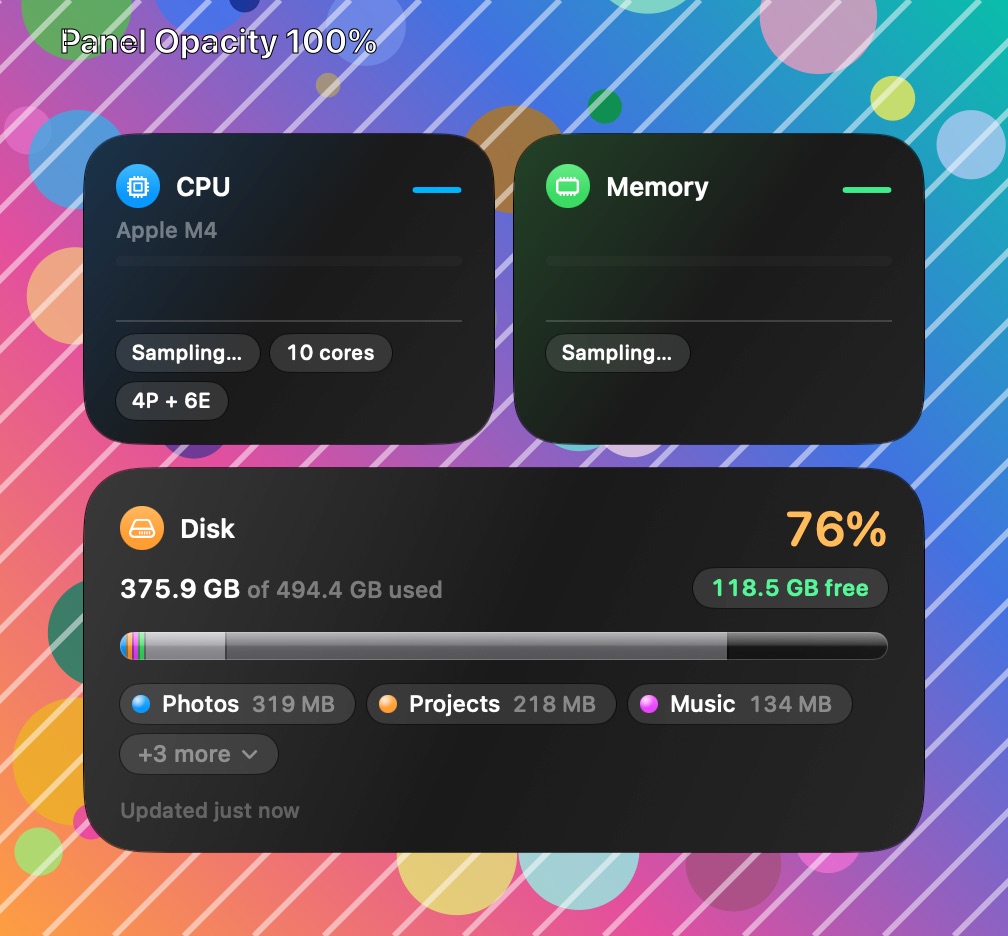 Panel Opacity 100%
CPU
Apple M4
Sampling...
10 cores
4P + 6E
Memory
Sampling...
Disk
76%
375.9 GB of 494.4 GB used
118.5 GB free
Photos 319 MB
Projects 218 MB
Music 134 MB
+3 more
Updated just now